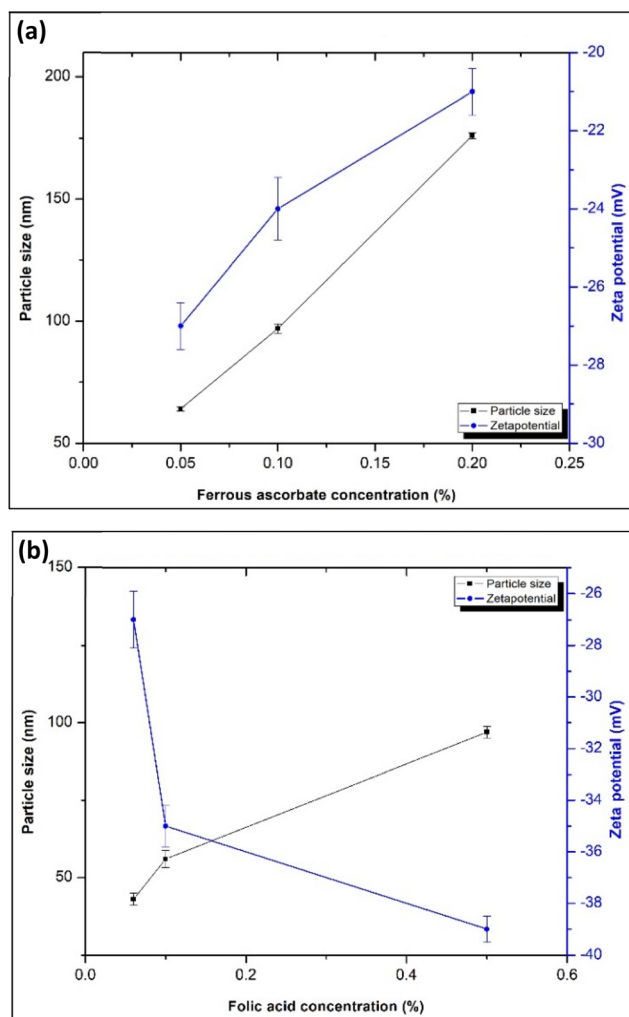 (a)
200
150
100
50
Particle size (nm)
0.00
0.05
0.10
0.15
0.20
0.25
Ferrous ascorbate concentration (%)
-20
-22
-24
-26
-28
-30
Zeta potential (mV)
Particle size
Zetapotential
(b)
150
100
50
Particle size (nm)
0.0
0.2
0.4
0.6
Folic acid concentration (%)
-26
-28
-30
-32
-34
-36
-38
-40
Zeta potential (mV)
Particle size
Zetapotential